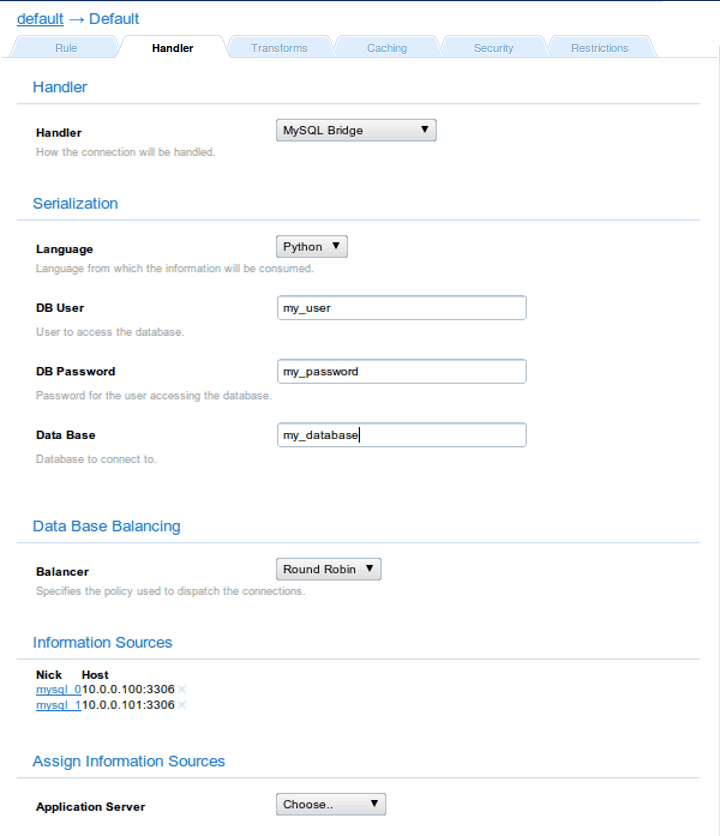 default → Default
Rule Handler Transforms Caching Security Restrictions
Handler
Handler MySQL Bridge ▼
How the connection will be handled.
Serialization
Language Python ▼
Language from which the information will be consumed.
DB User my_user
User to access the database.
DB Password my_password
Password for the user accessing the database.
Data Base my_database
Database to connect to.
Data Base Balancing
Balancer Round Robin ▼
Specifies the policy used to dispatch the connections.
Information Sources
Nick Host
mysql_0 10.0.0.100:3306
mysql_1 10.0.0.101:3306
Assign Information Sources
Application Server Choose.. ▼